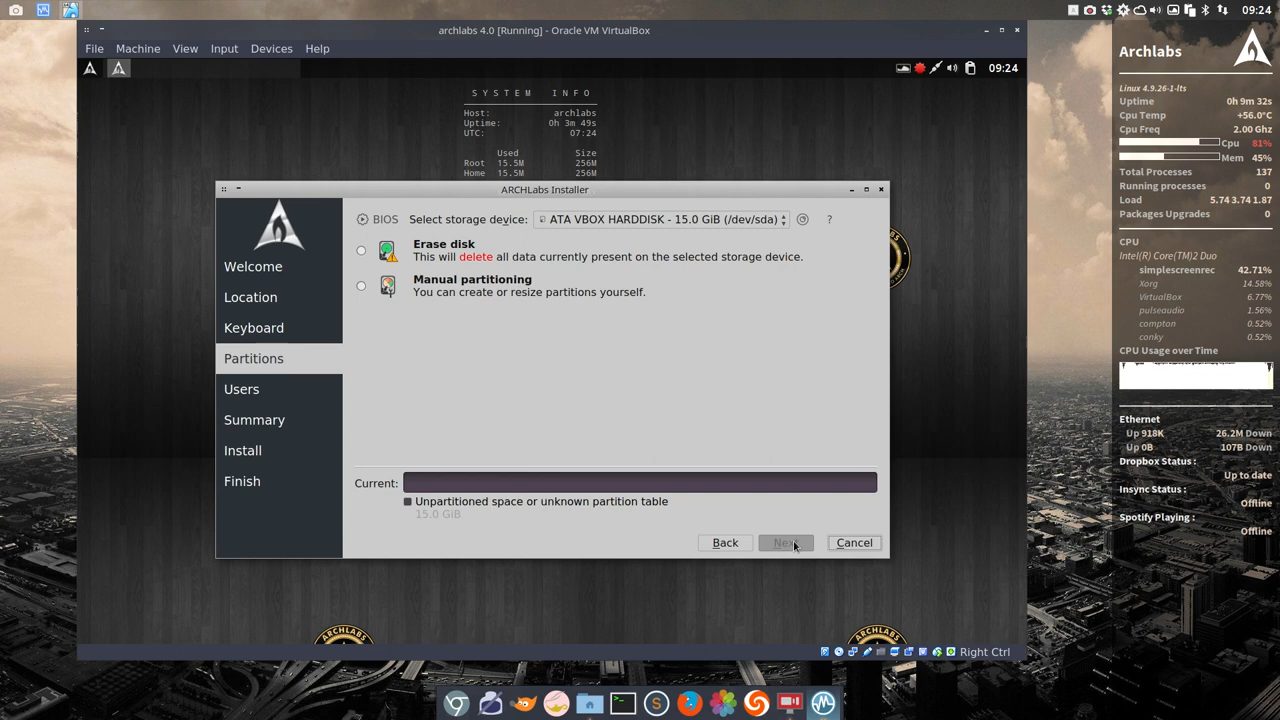 09:24
archlabs 4.0 [Running] - Oracle VM VirtualBox
File Machine View Input Devices Help
09:24
SYSTEM INFO
Host: archlabs
Uptime: 0h 3m 49s
UTC: 07:24
Used Size
Root 15.5M 256M
Home 15.5M 256M
ARCHLabs Installer
BIOS Select storage device: ATA VBOX HARDDISK - 15.0 GiB (/dev/sda) ?
Erase disk
This will delete all data currently present on the selected storage device.
Manual partitioning
You can create or resize partitions yourself.
Welcome
Location
Keyboard
Partitions
Users
Summary
Install
Finish
Current:
Unpartitioned space or unknown partition table
15.0 GiB
Back Next Cancel
ARCHLABS
ARCHLABS
Right Ctrl
Archlabs
Linux 4.9.26-1-lts
Uptime 0h 9m 32s
Cpu Temp +56.0°C
Cpu Freq 2.00 Ghz
Cpu 81%
Mem 45%
Total Processes 137
Running processes 0
Load 5.74 3.74 1.87
Packages Upgrades 0
CPU
Intel(R) Core(TM)2 Duo
simplescreenrec 42.71%
Xorg 14.58%
VirtualBox 6.77%
pulseaudio 1.56%
compton 0.52%
conky 0.52%
CPU Usage over Time
Ethernet
Up 918K 26.2M Down
Up 0B 107B Down
Dropbox Status :
Up to date
Insync Status :
Offline
Spotify Playing :
Offline